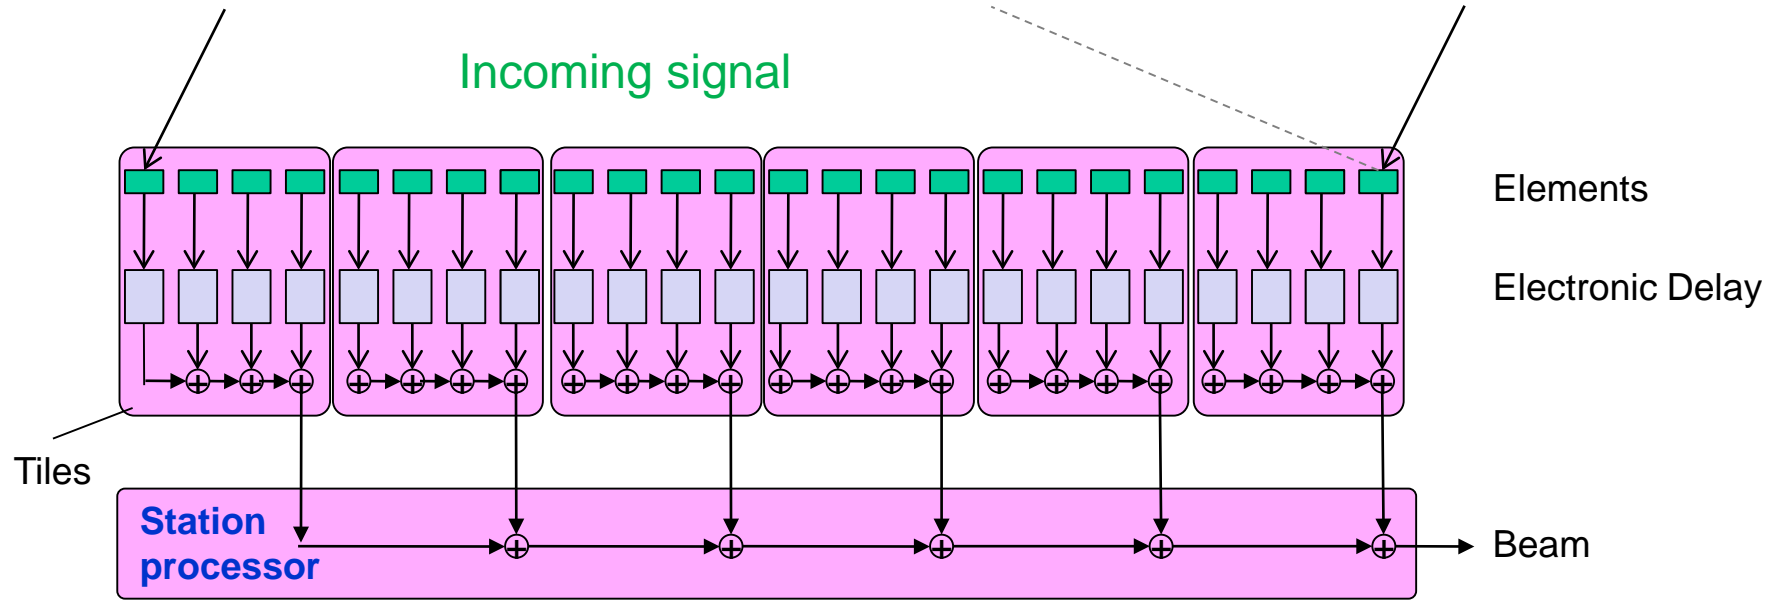 Incoming signal
Elements
Electronic Delay
Tiles
Station
processor
Beam